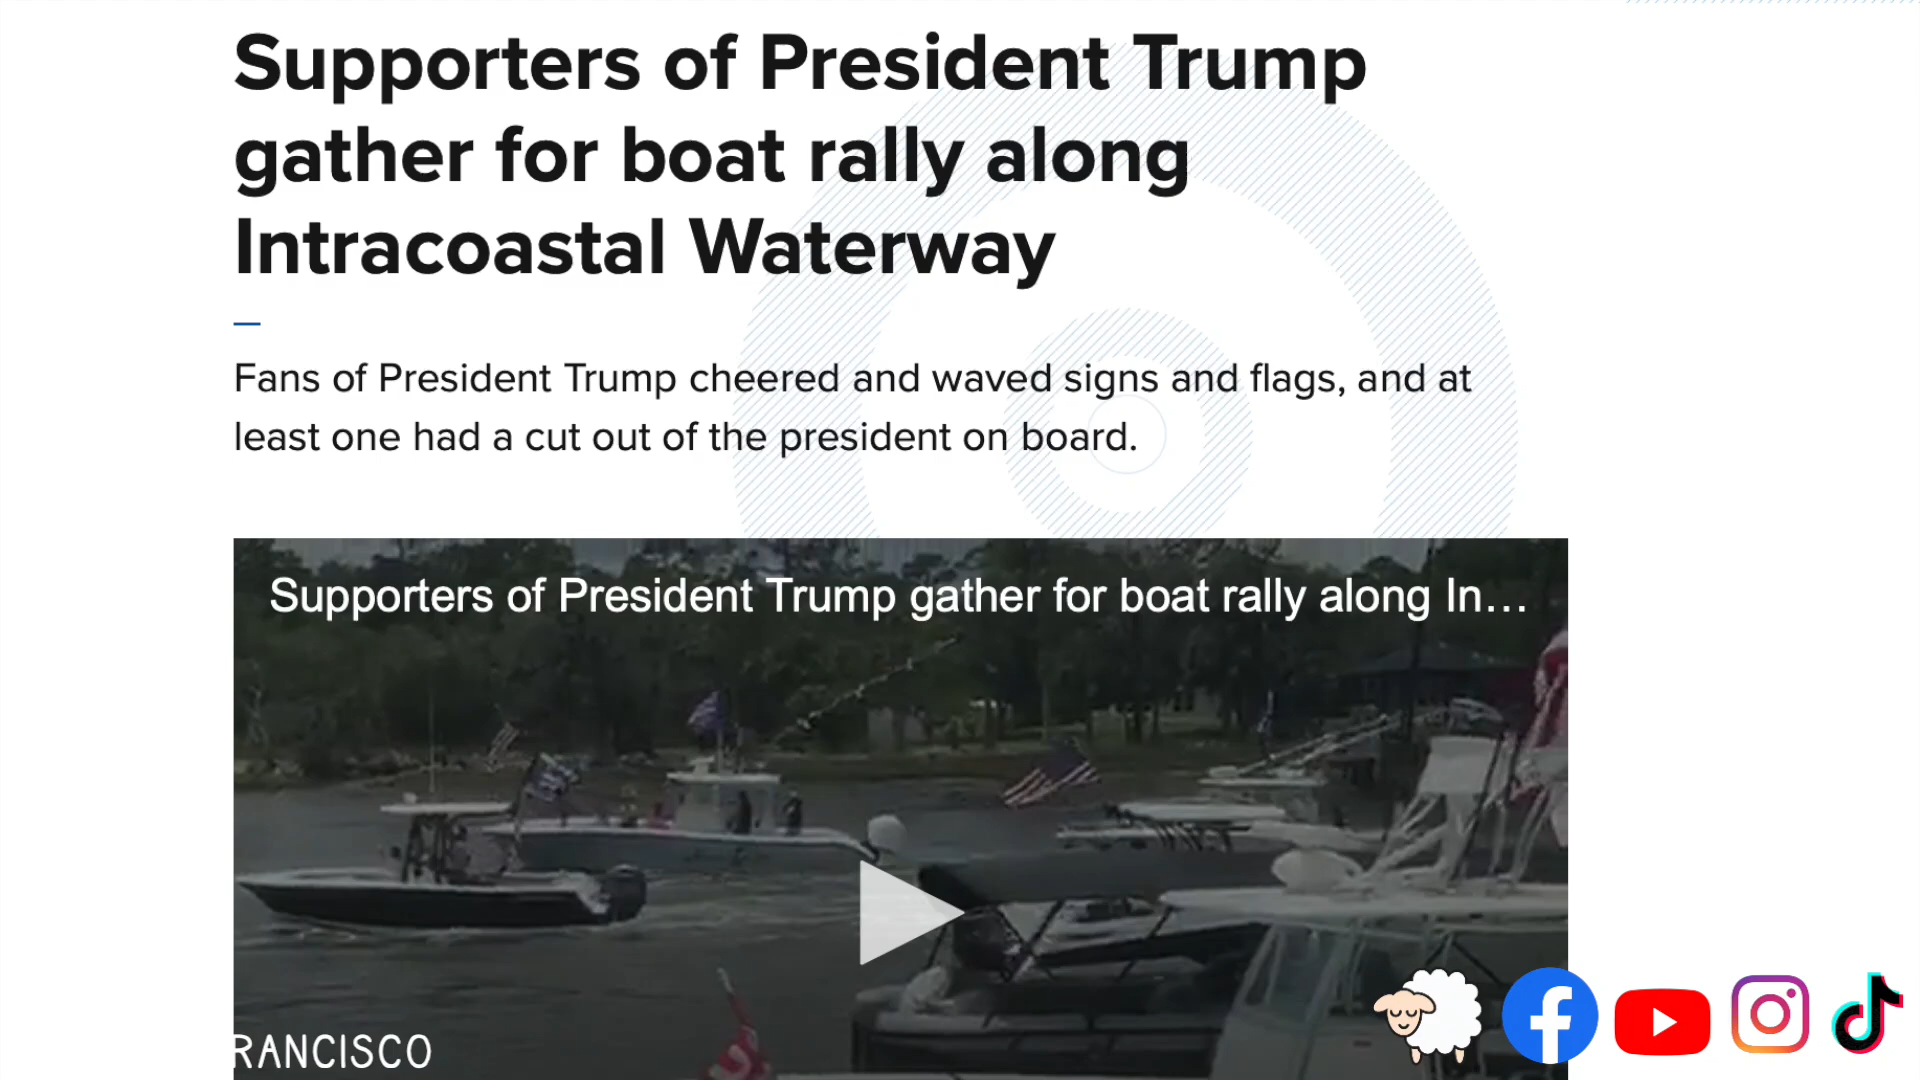 Supporters of President Trump
gather for boat rally along
Intracoastal Waterway
Fans of President Trump cheered and waved signs and flags, and at
least one had a cut out of the president on board.
Supporters of President Trump gather for boat rally along In...
RANCISCO